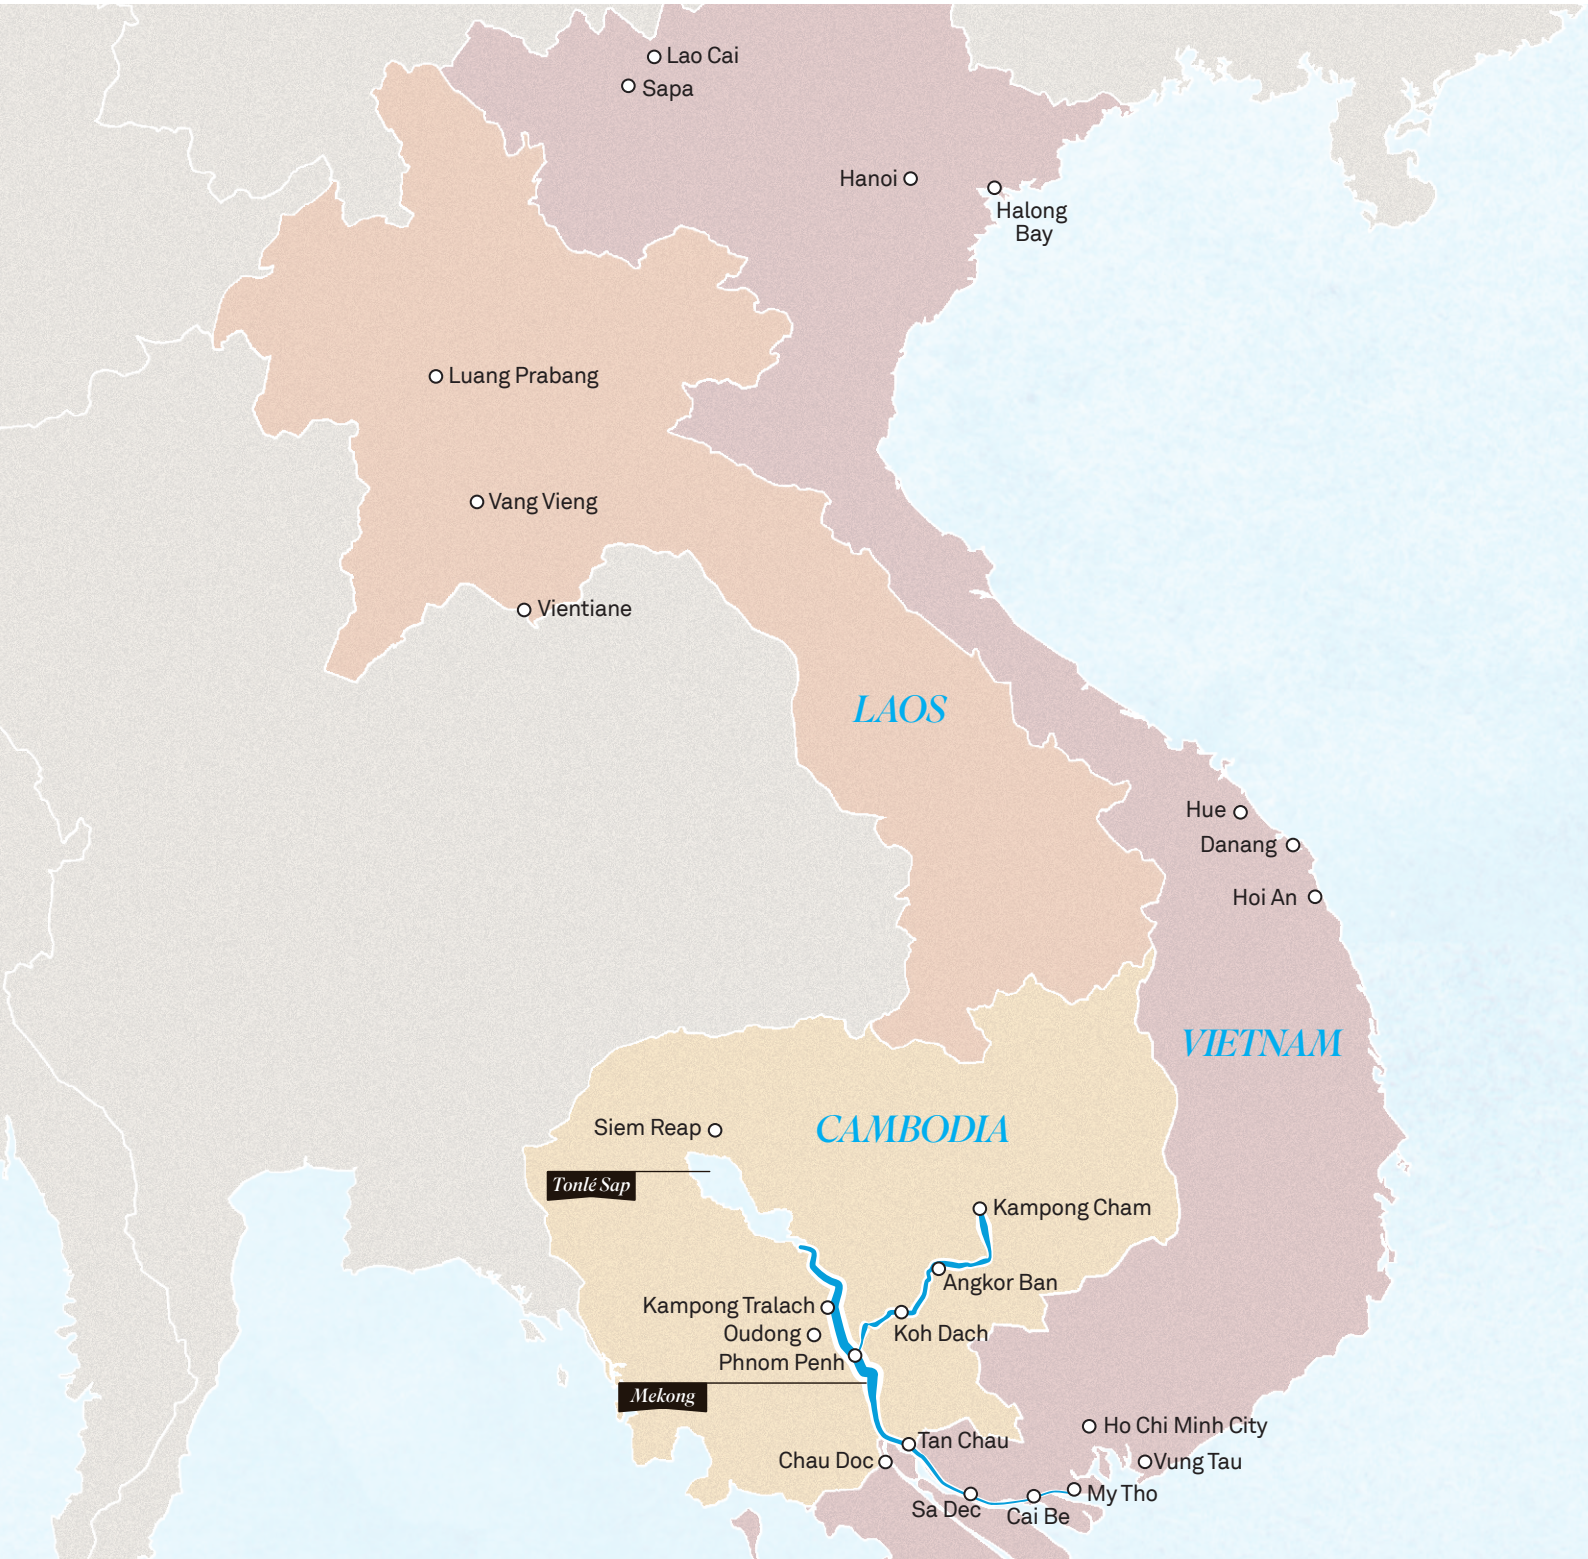 Lao Cai
Sapa
Hanoi
Halong
Bay
Luang Prabang
Vang Vieng
Vientiane
LAOS
Hue
Danang
Hoi An
VIETNAM
Siem Reap
CAMBODIA
Tonlé Sap
Kampong Cham
Angkor Ban
Kampong Tralach
Oudong
Koh Dach
Phnom Penh
Mekong
Ho Chi Minh City
Tan Chau
Chau Doc
Vung Tau
My Tho
Sa Dec
Cai Be